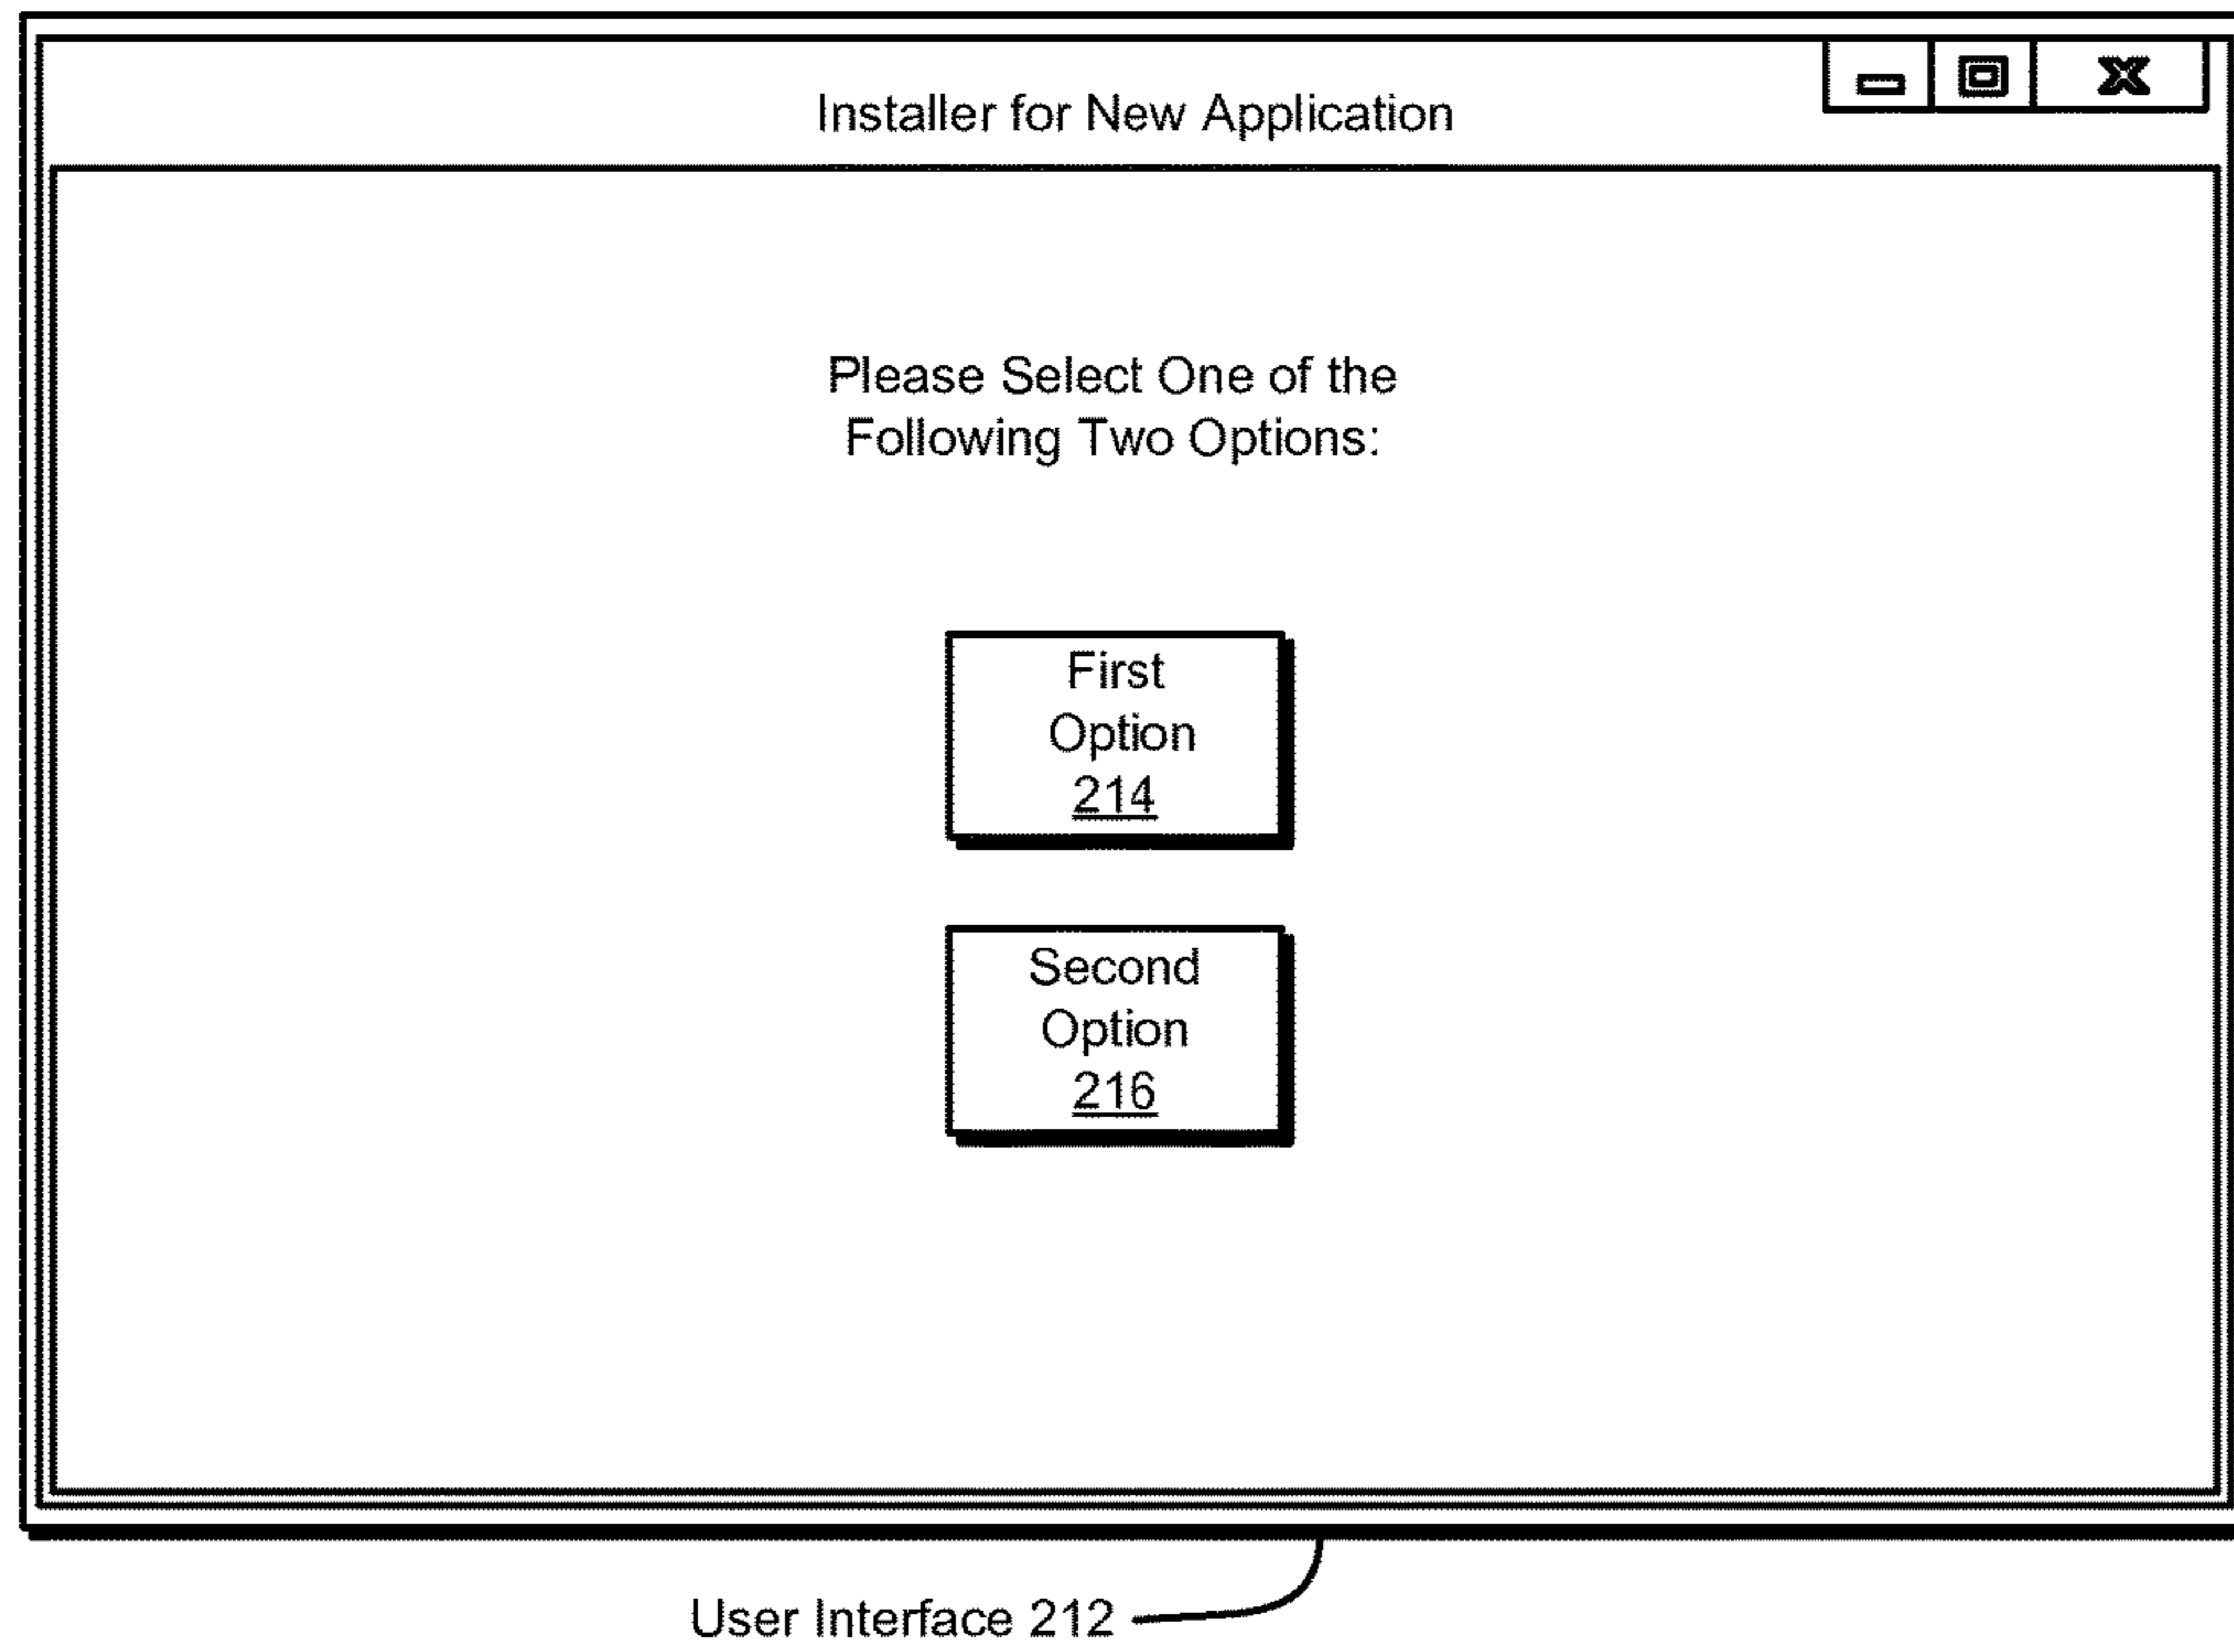 Installer for New Application
Please Select One of the
Following Two Options:
First
Option
214
Second
Option
216
User Interface 212